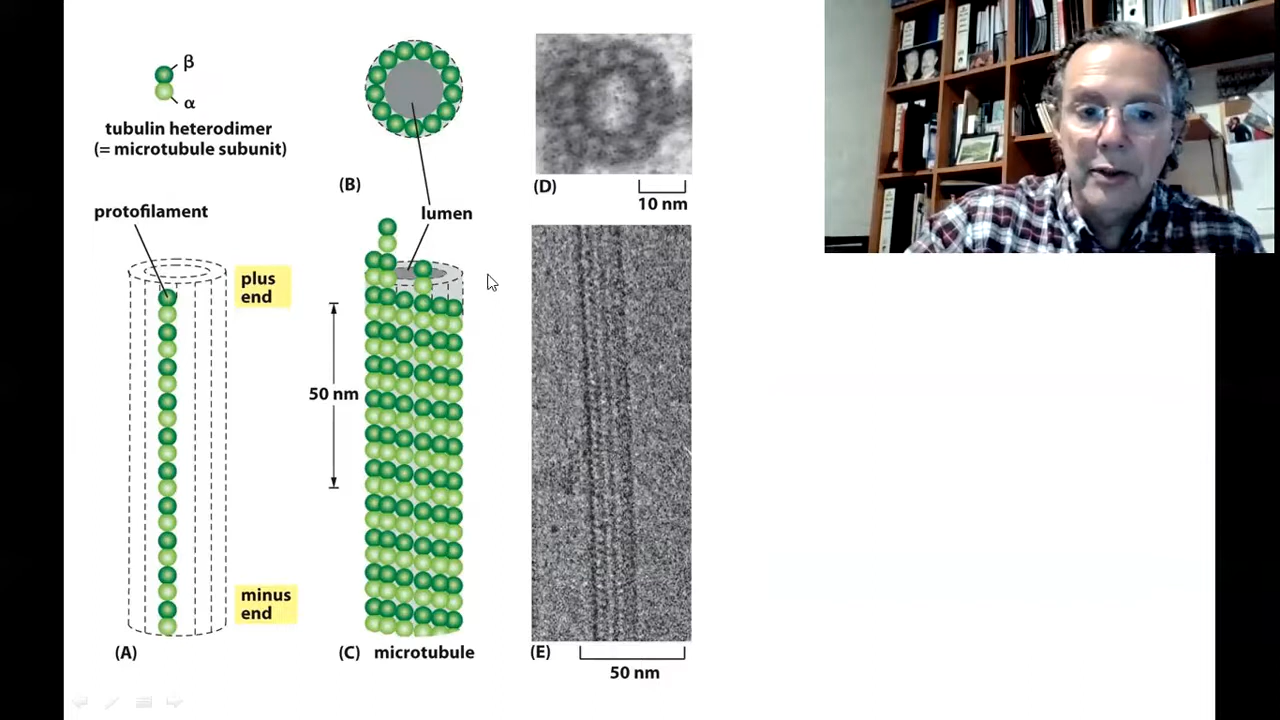 β
α
tubulin heterodimer
(= microtubule subunit)
protofilament
plus
end
minus
end
(A)
(B)
lumen
50 nm
(C) microtubule
(D)
10 nm
(E)
50 nm